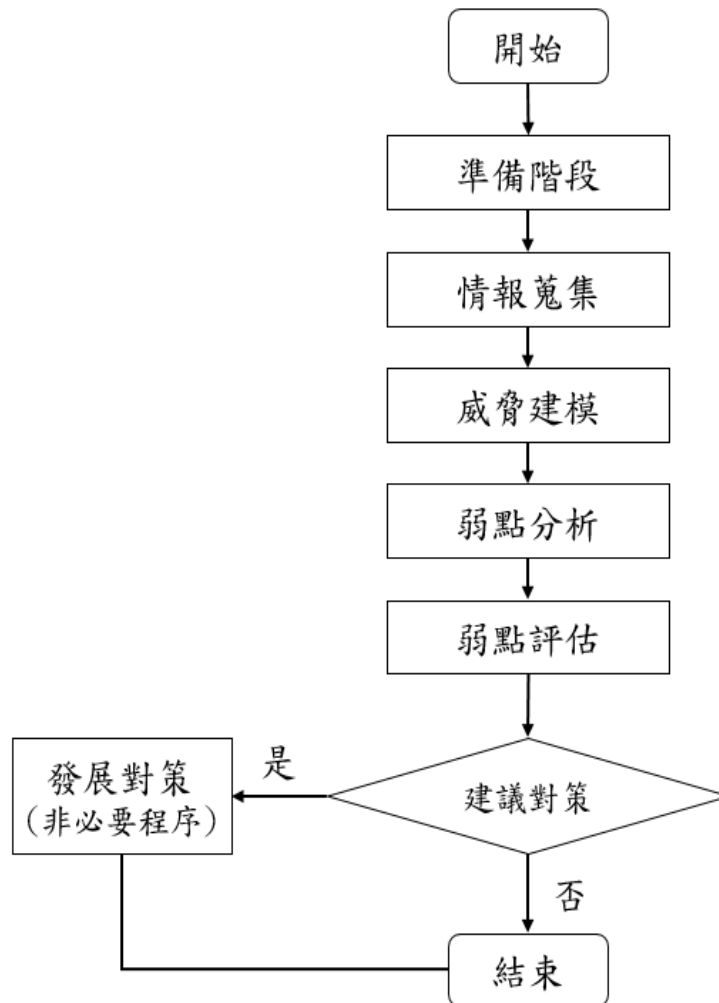 開始
準備階段
情報蒐集
威脅建模
弱點分析
弱點評估
建議對策
是
發展對策
(非必要程序)
否
結束